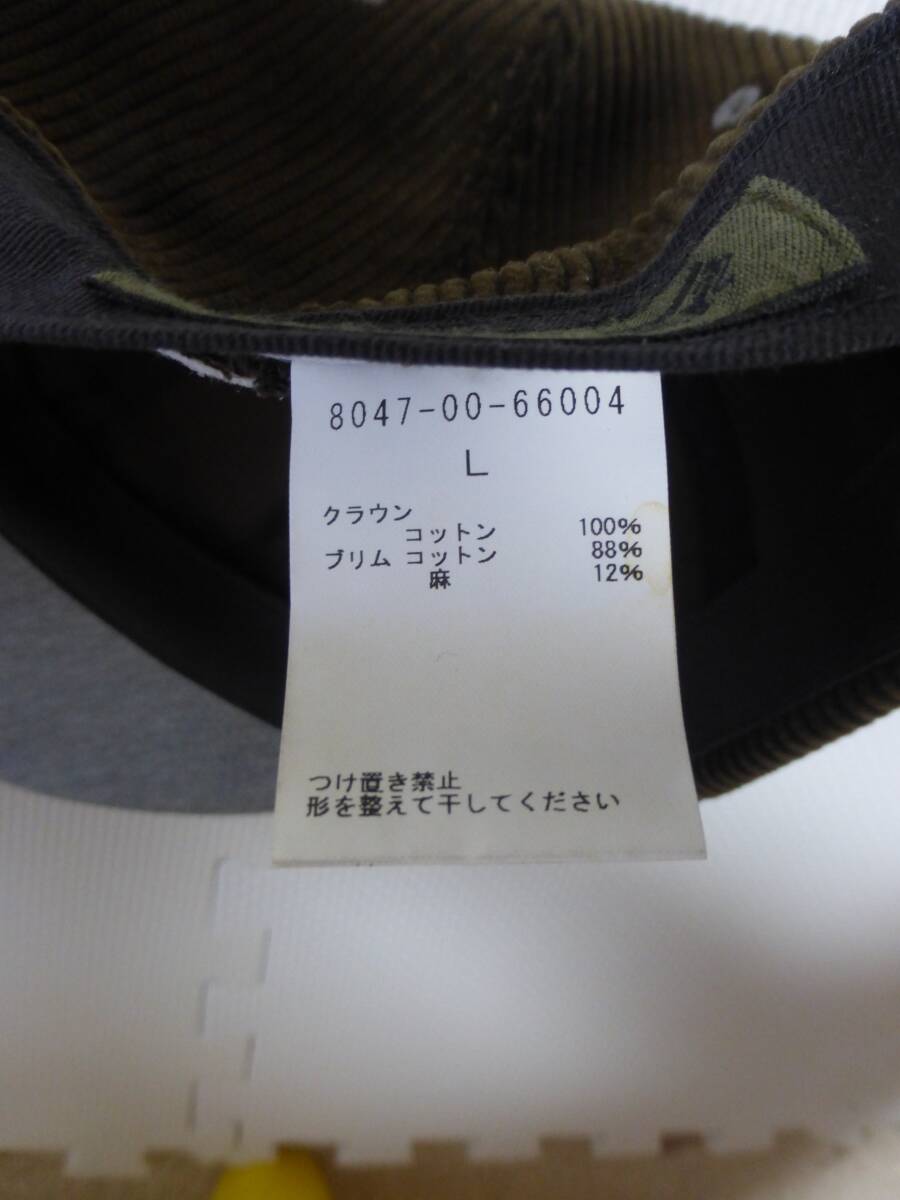 8047-00-66004
L
クラウン
コットン 100%
ブリム コットン 88%
麻 12%
つけ置き禁止
形を整えて干してください